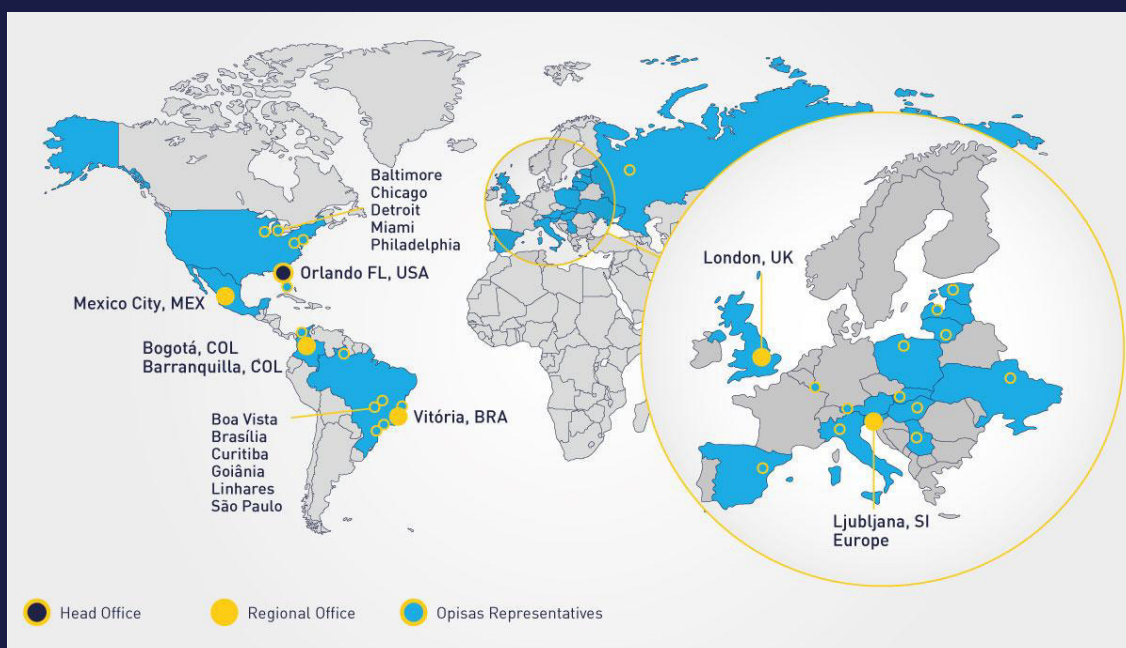 Baltimore
Chicago
Detroit
Miami
Philadelphia
Orlando FL, USA
Mexico City, MEX
Bogotá, COL
Barranquilla, COL
Boa Vista
Brasília
Curitiba
Goiânia
Linhares
São Paulo
Vitória, BRA
London, UK
Ljubljana, SI
Europe
Head Office
Regional Office
Opisas Representatives